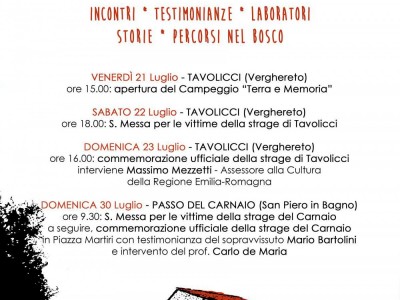 INCONTRI * TESTIMONIANZE * LABORATORI
STORIE * PERCORSI NEL BOSCO
VENERDÌ 21 Luglio - TAVOLICCI (Verghereto)
ore 15.00: apertura del Campeggio "Terra e Memoria"
SABATO 22 Luglio - TAVOLICCI (Verghereto)
ore 18.00: S. Messa per le vittime della strage di Tavolicci
DOMENICA 23 Luglio - TAVOLICCI (Verghereto)
ore 16.00: commemorazione ufficiale della strage di Tavolicci
interviene Massimo Mezzetti - Assessore alla Cultura
della Regione Emilia-Romagna
DOMENICA 30 Luglio - PASSO DEL CARNAIO (San Piero in Bagno)
ore 9.30: S. Messa per le vittime della strage del Carnaio
a seguire, commemorazione ufficiale della strage del Carnaio
in Piazza Martiri con testimonianza del sopravvissuto Mario Bartolini
e intervento del prof. Carlo de Maria